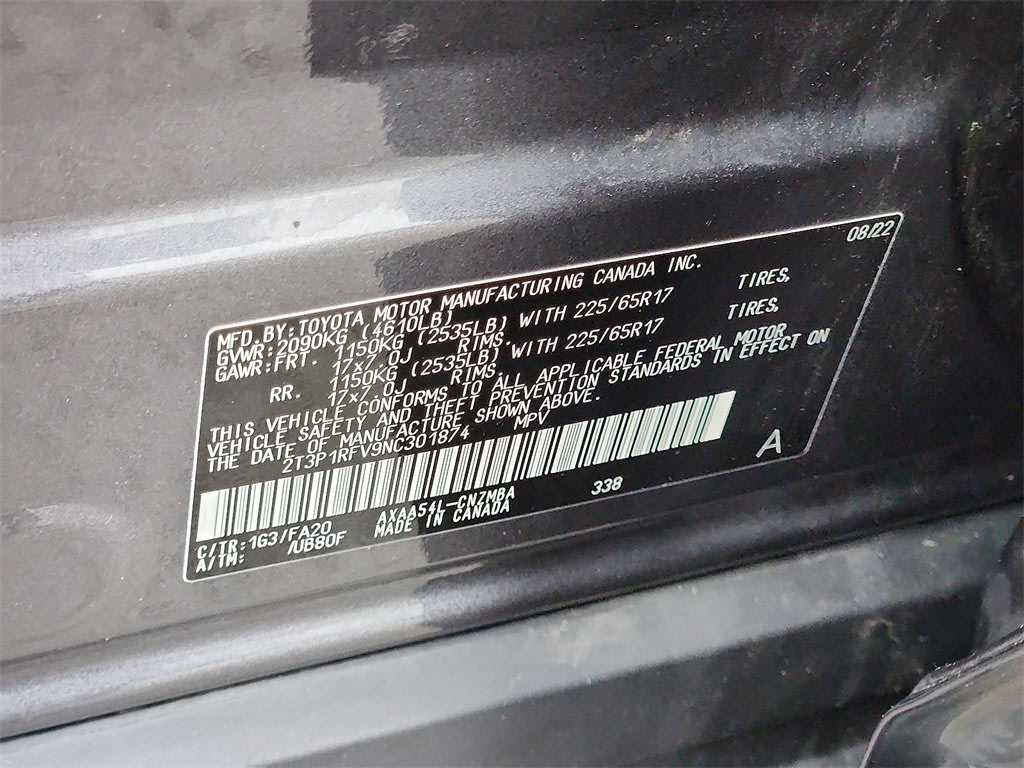 08/22
MFD.BY:TOYOTA MOTOR MANUFACTURING CANADA INC.
GVWR:2090KG (4610LB)
GAWR:FRT. 1150KG (2535LB) WITH 225/65R17 TIRES,
17x7.0J RIMS,
RR. 1150KG (2535LB) WITH 225/65R17 TIRES,
17x7.0J RIMS,
THIS VEHICLE CONFORMS TO ALL APPLICABLE FEDERAL MOTOR
VEHICLE SAFETY AND THEFT PREVENTION STANDARDS IN EFFECT ON
THE DATE OF MANUFACTURE SHOWN ABOVE.
2T3P1RFV9NC301874 MPV
A
C/TR:1G3/FA20 AXAA54L-CNZMBA 338
A/TM: /UB80F MADE IN CANADA